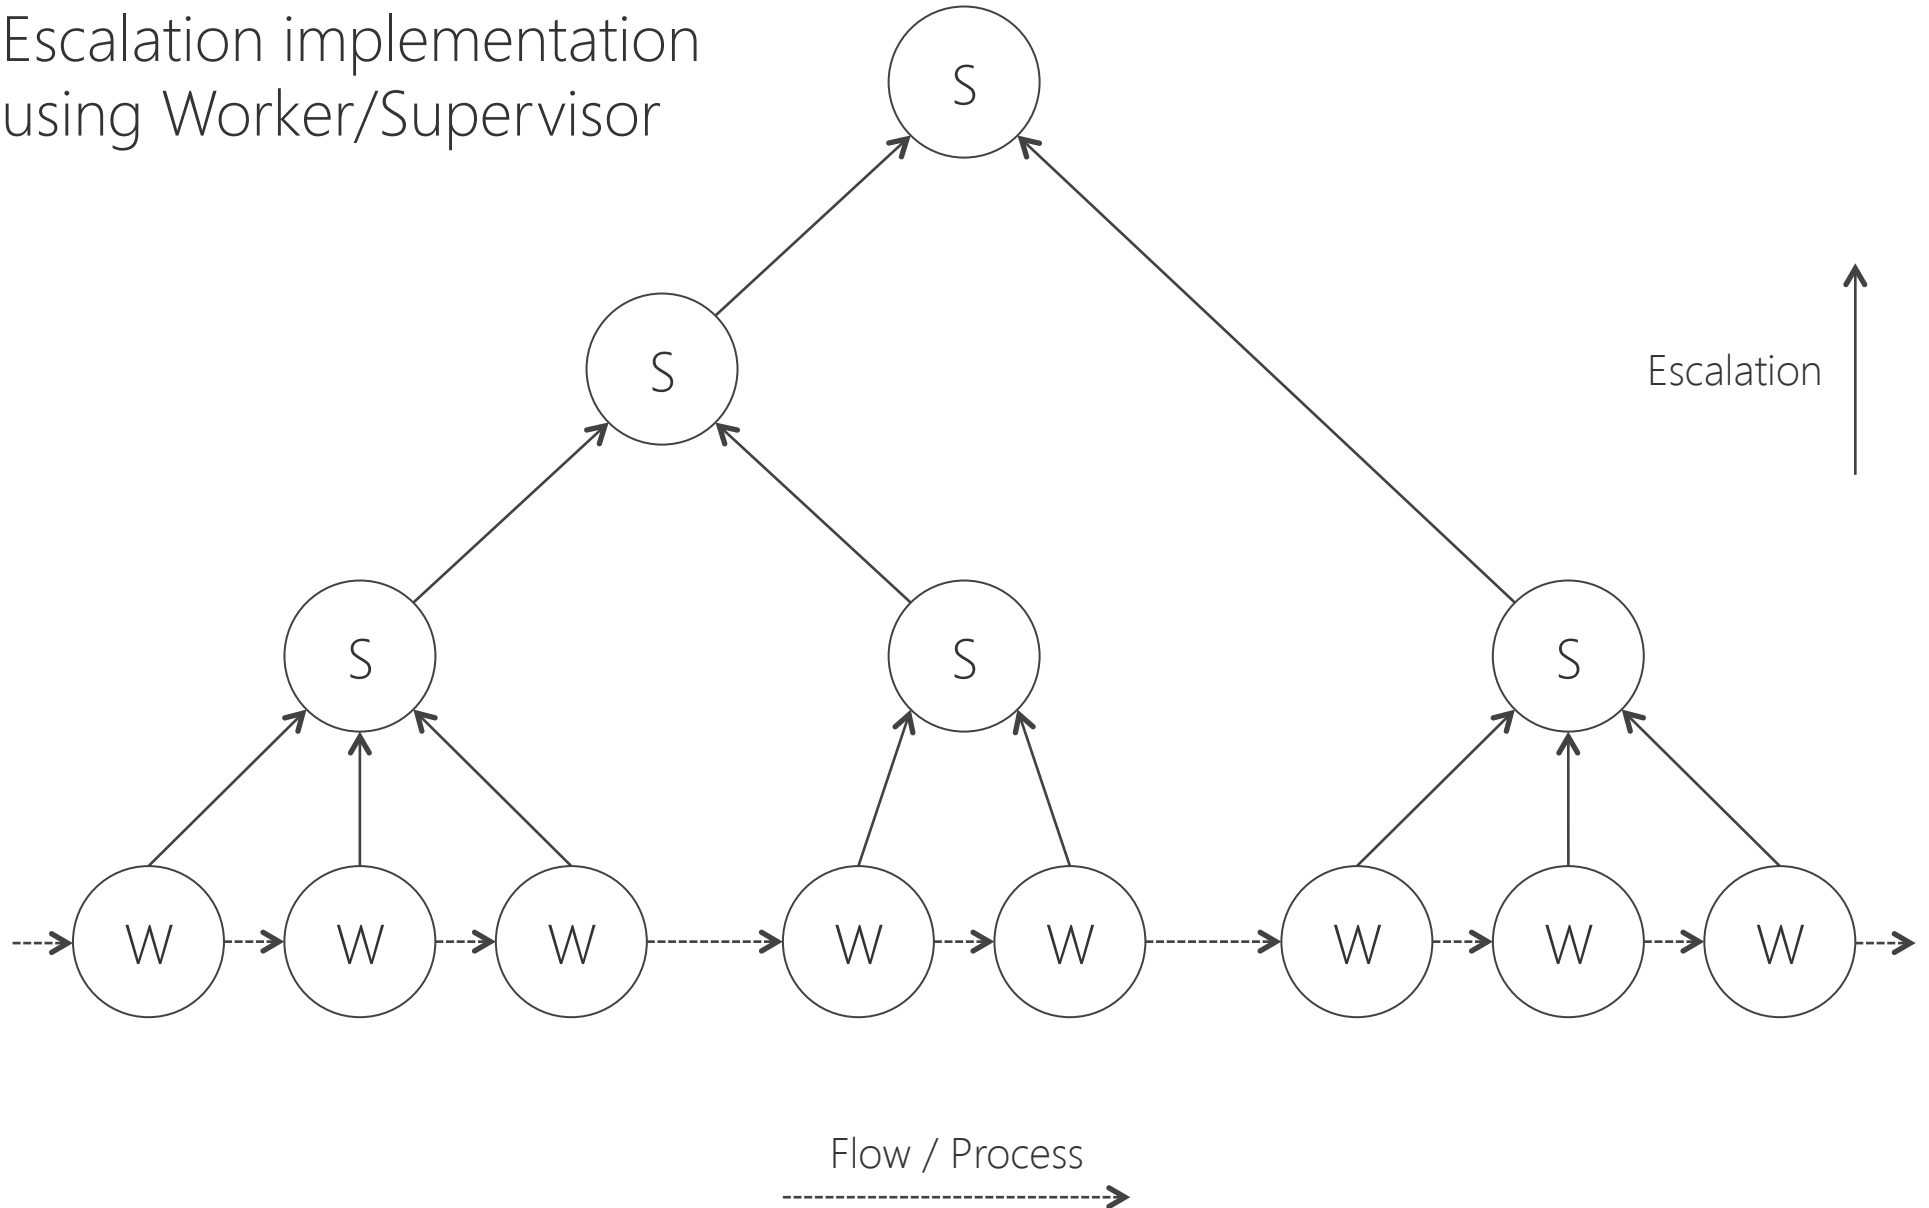 Escalation implementation
using Worker/Supervisor
S
S
Escalation
S
S
S
W
W
W
W
W
W
W
W
Flow / Process